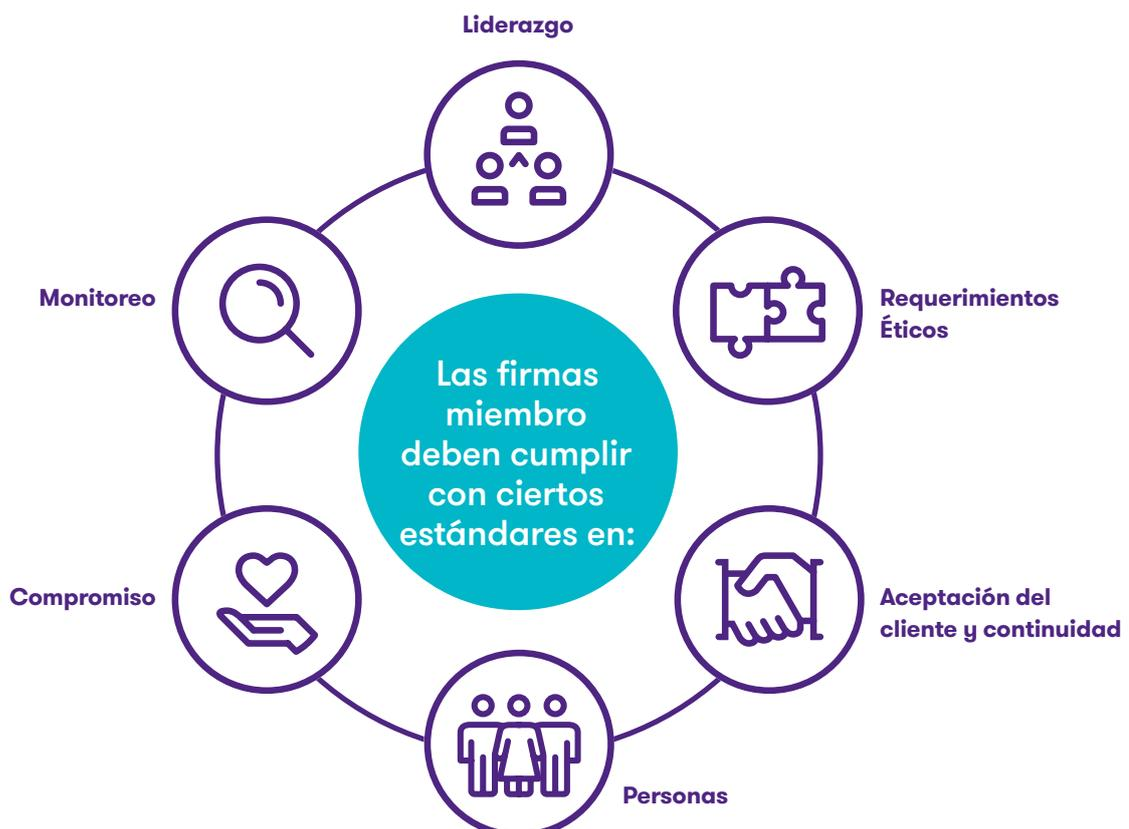 Liderazgo
Monitoreo
Requerimientos
Éticos
Las firmas
miembro
deben cumplir
con ciertos
estándares en:
Compromiso
Aceptación del
cliente y continuidad
Personas